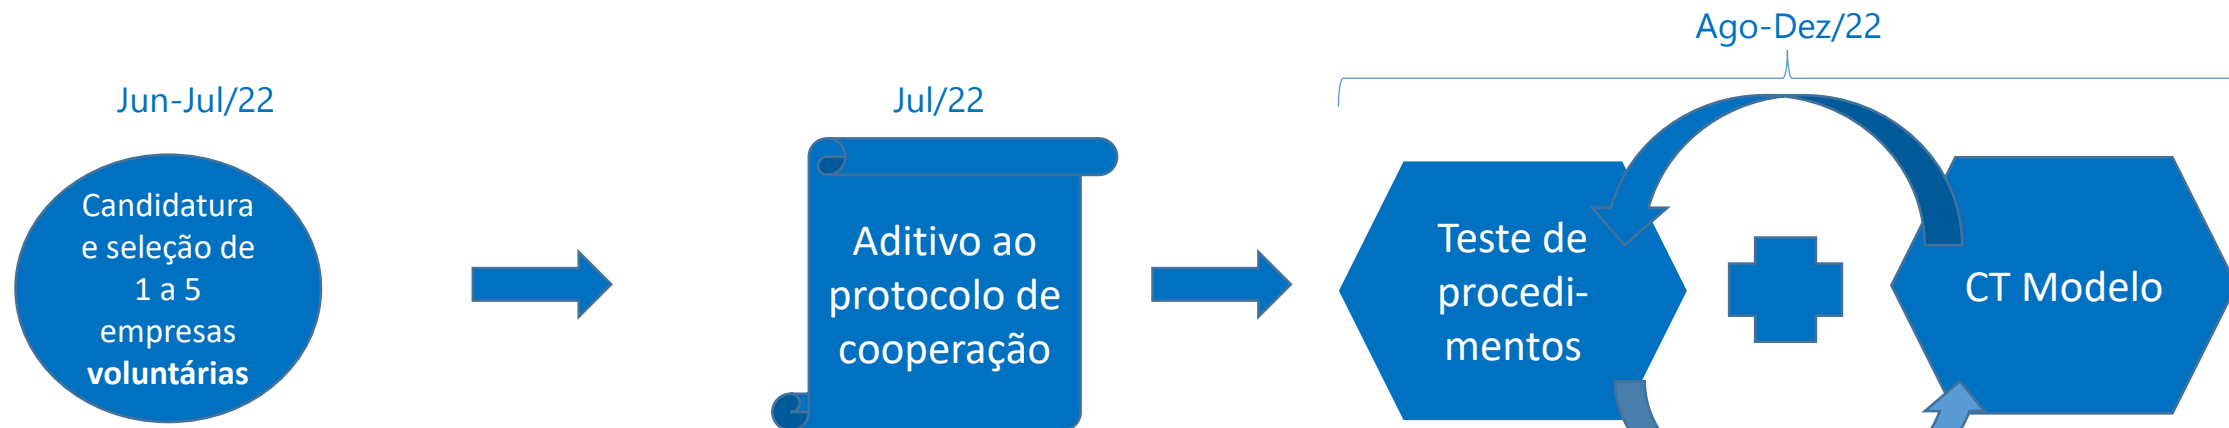 Jun-Jul/22
Candidatura
e seleção de
1 a 5
empresas
voluntárias
Jul/22
Aditivo ao
protocolo de
cooperação
Ago-Dez/22
Teste de
procedi-
mentos
CT Modelo